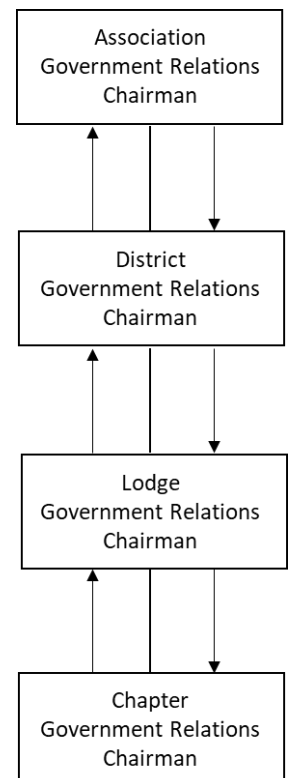 Association
Government Relations
Chairman
District
Government Relations
Chairman
Lodge
Government Relations
Chairman
Chapter
Government Relations
Chairman